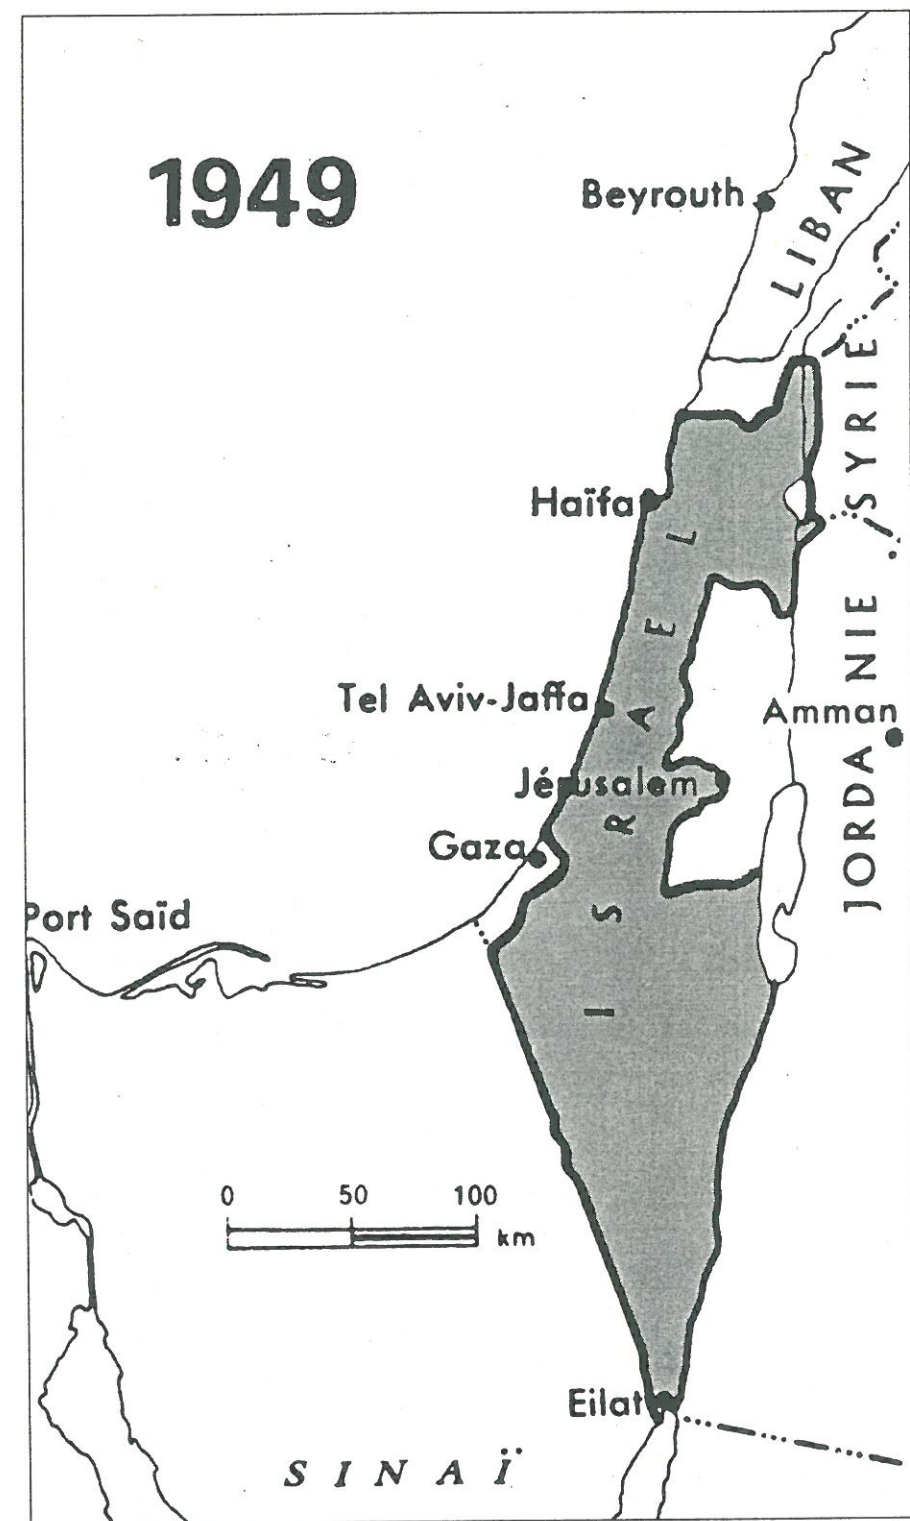 1949
Beyrouth
LIBAN
SYRIE
Haïfa
ISRAEL
JORDANIE
Tel Aviv-Jaffa
Amman
Jérusalem
Gaza
Port Saïd
0 50 100
km
Eilat
SINAÏ